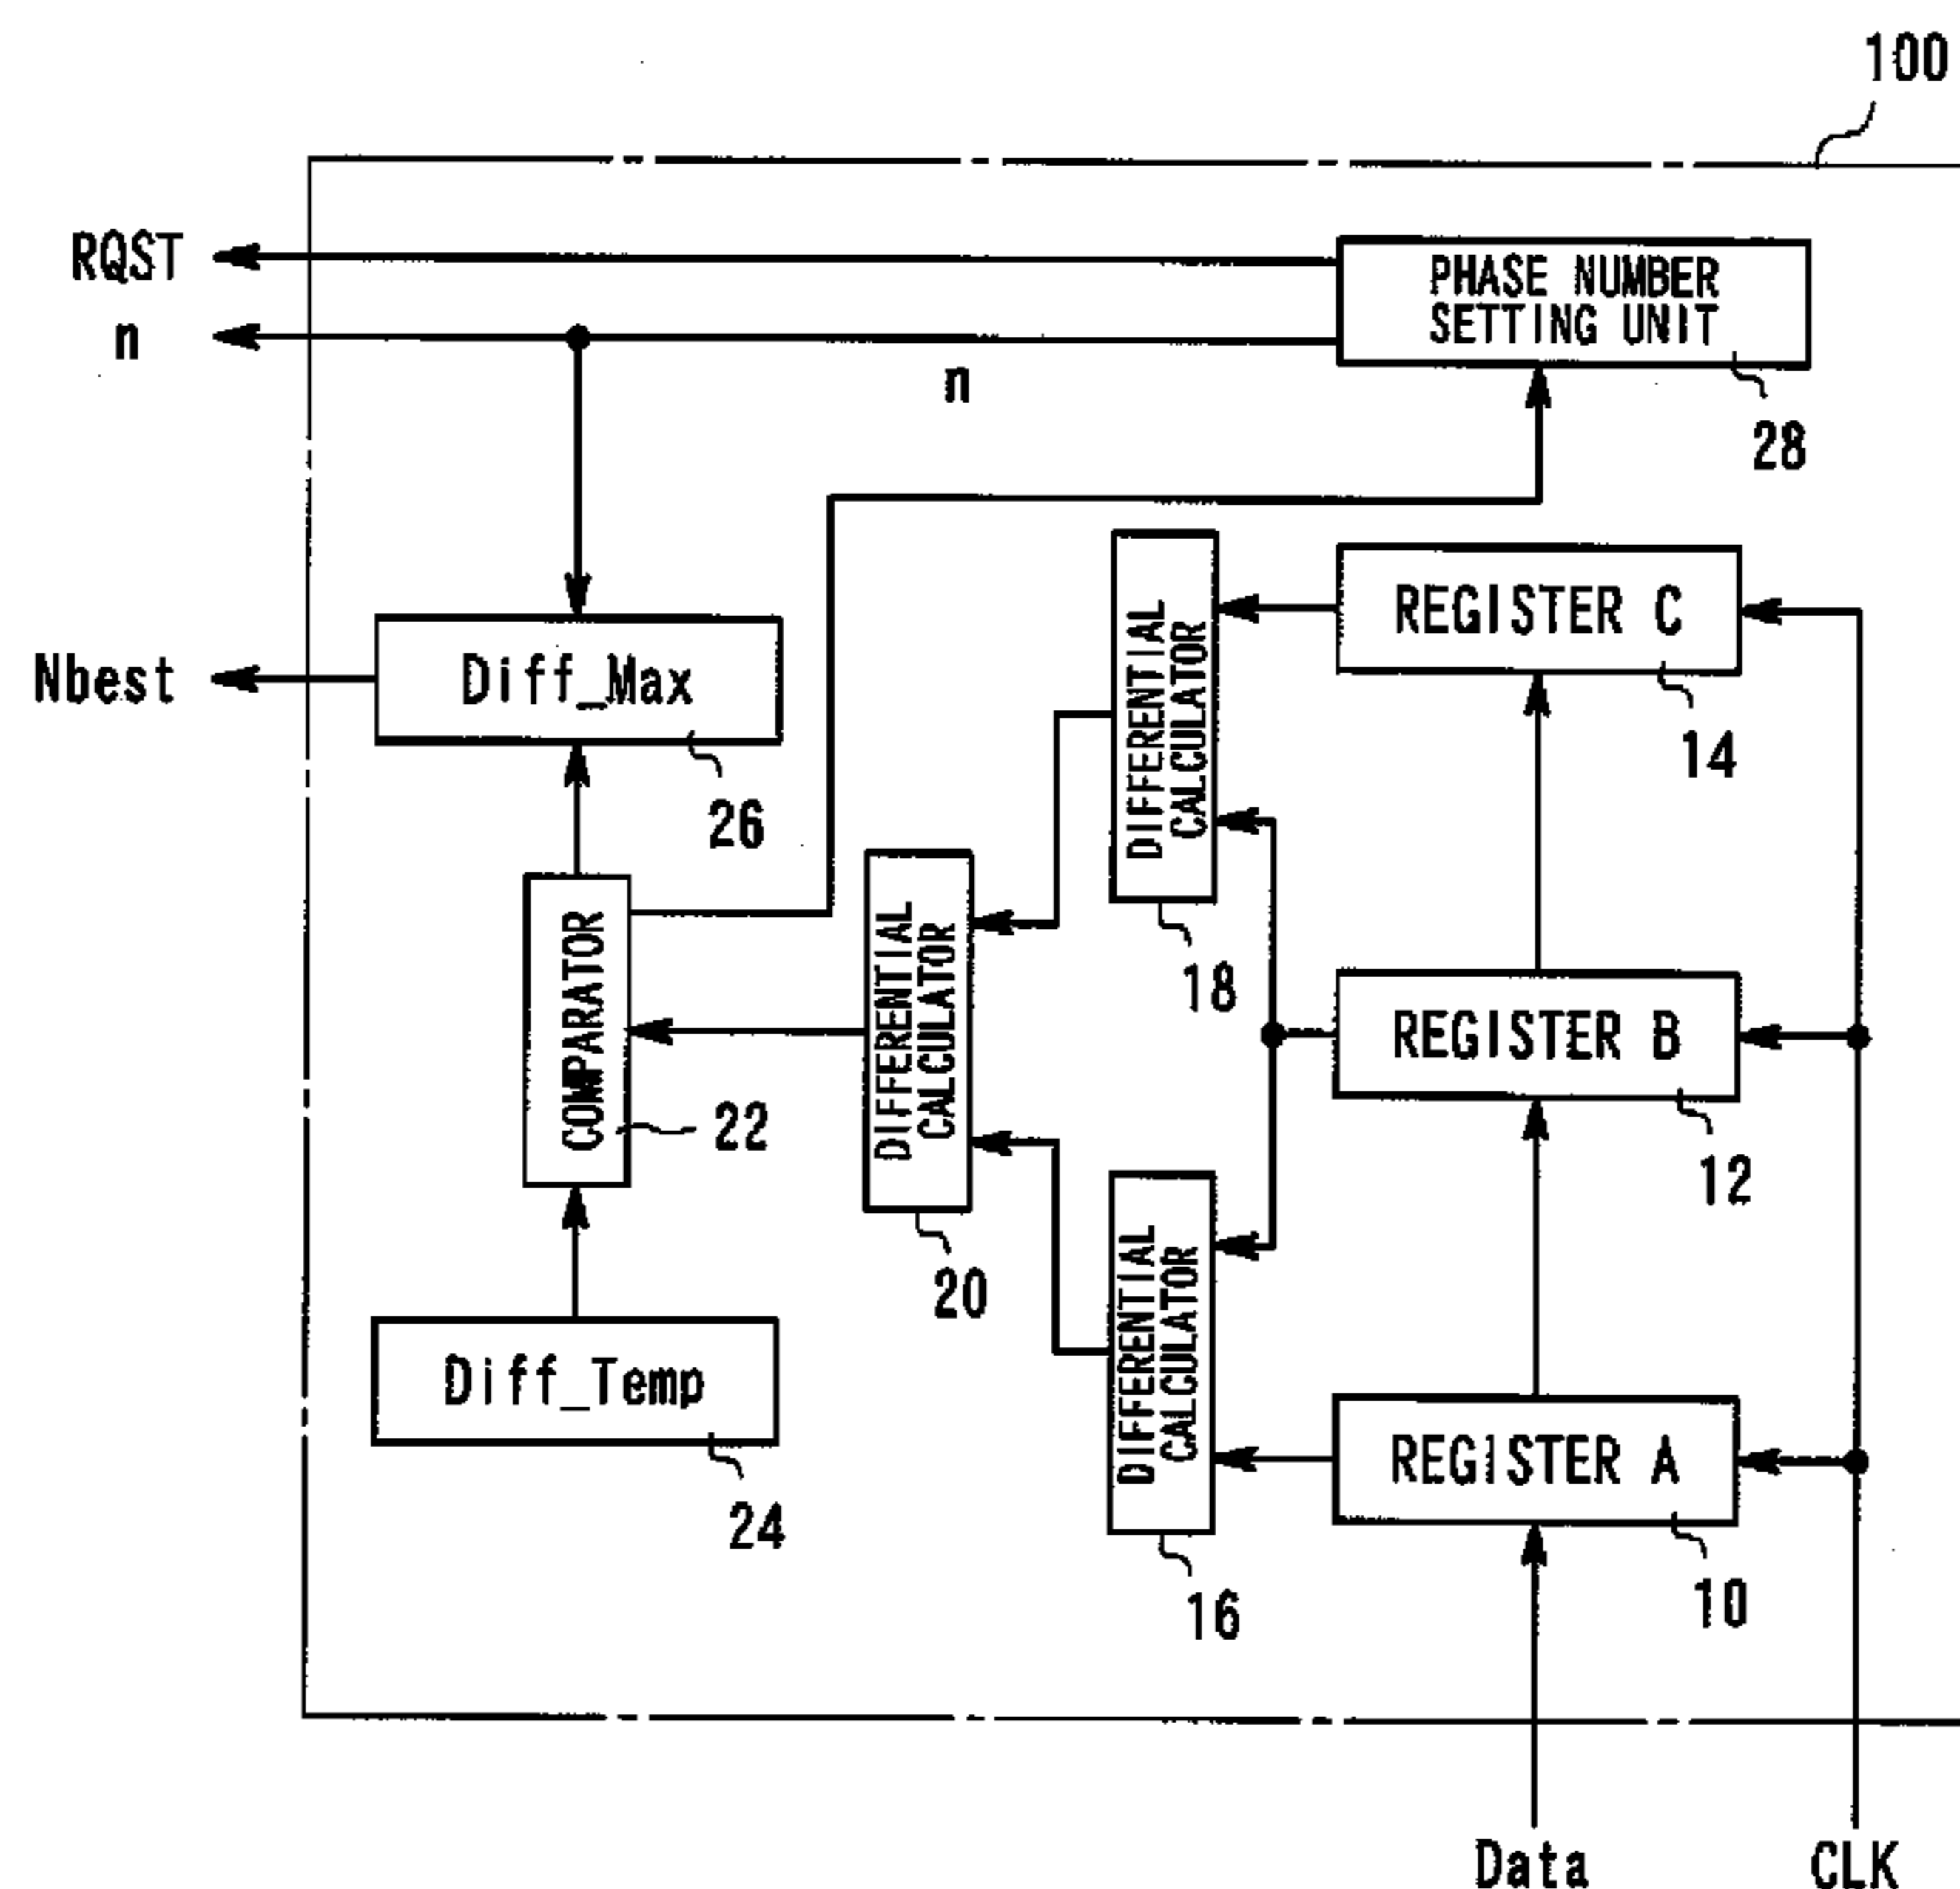 100
RQST
PHASE NUMBER
SETTING UNIT
n
n
28
REGISTER C
Nbest
Diff_Max
DIFFERENTIAL
CALCULATOR
14
26
18
COMPARATOR
DIFFERENTIAL
CALCULATOR
REGISTER B
22
12
20
DIFFERENTIAL
CALCULATOR
Diff_Temp
REGISTER A
24
16
10
Data
CLK